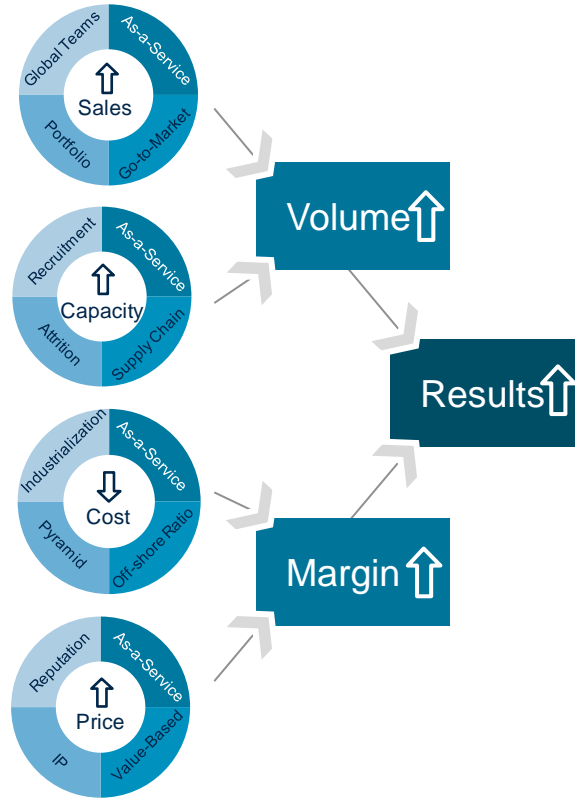 Global Teams
As-a-Service
Sales
Portfolio
Go-to-Market
Recruitment
As-a-Service
Capacity
Attrition
Supply Chain
Volume
Results
Industrialization
As-a-Service
Cost
Pyramid
Off-shore Ratio
Margin
Reputation
As-a-Service
Price
IP
Value-Based